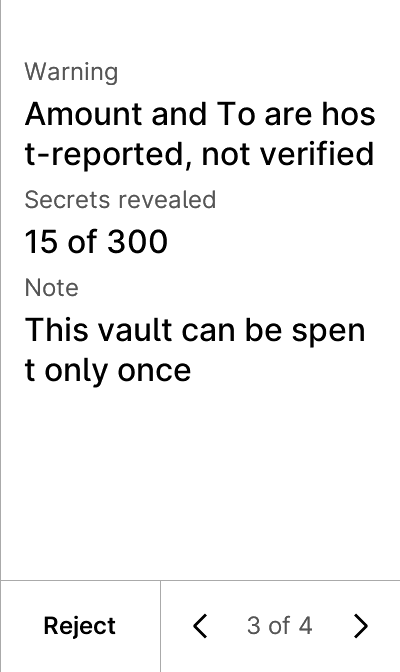 Warning
Amount and To are hos
t-reported, not verified
Secrets revealed
15 of 300
Note
This vault can be spen
t only once
Reject
3 of 4